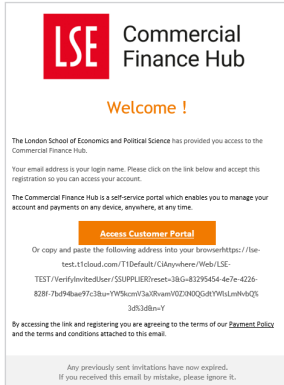 LSE Commercial
Finance Hub
Welcome !
The London School of Economics and Political Science has provided you access to the
Commercial Finance Hub.
Your email address is your login name. Please click on the link below and accept this
registration so you can access your account.
The Commercial Finance Hub is a self-service portal which enables you to manage your
account and payments on any device, anywhere, at any time.
Access Customer Portal
Or copy and paste the following address into your browserhttps://lse-
test.t1cloud.com/T1Default/CiAnywhere/Web/LSE-
TEST/VerifyInvitedUser/$SUPPLIER?reset=3&G=83295454-4e7e-4226-
828f-7bd94bae97c3&u=YW5kcmV3aXRvamV0ZXN0QGdtYWlsLmNvbQ%
3d%3d&n=Y
By accessing the link and registering you are agreeing to the terms of our Payment Policy
and the terms and conditions attached to this email.
Any previously sent invitations have now expired.
If you received this email by mistake, please ignore it.